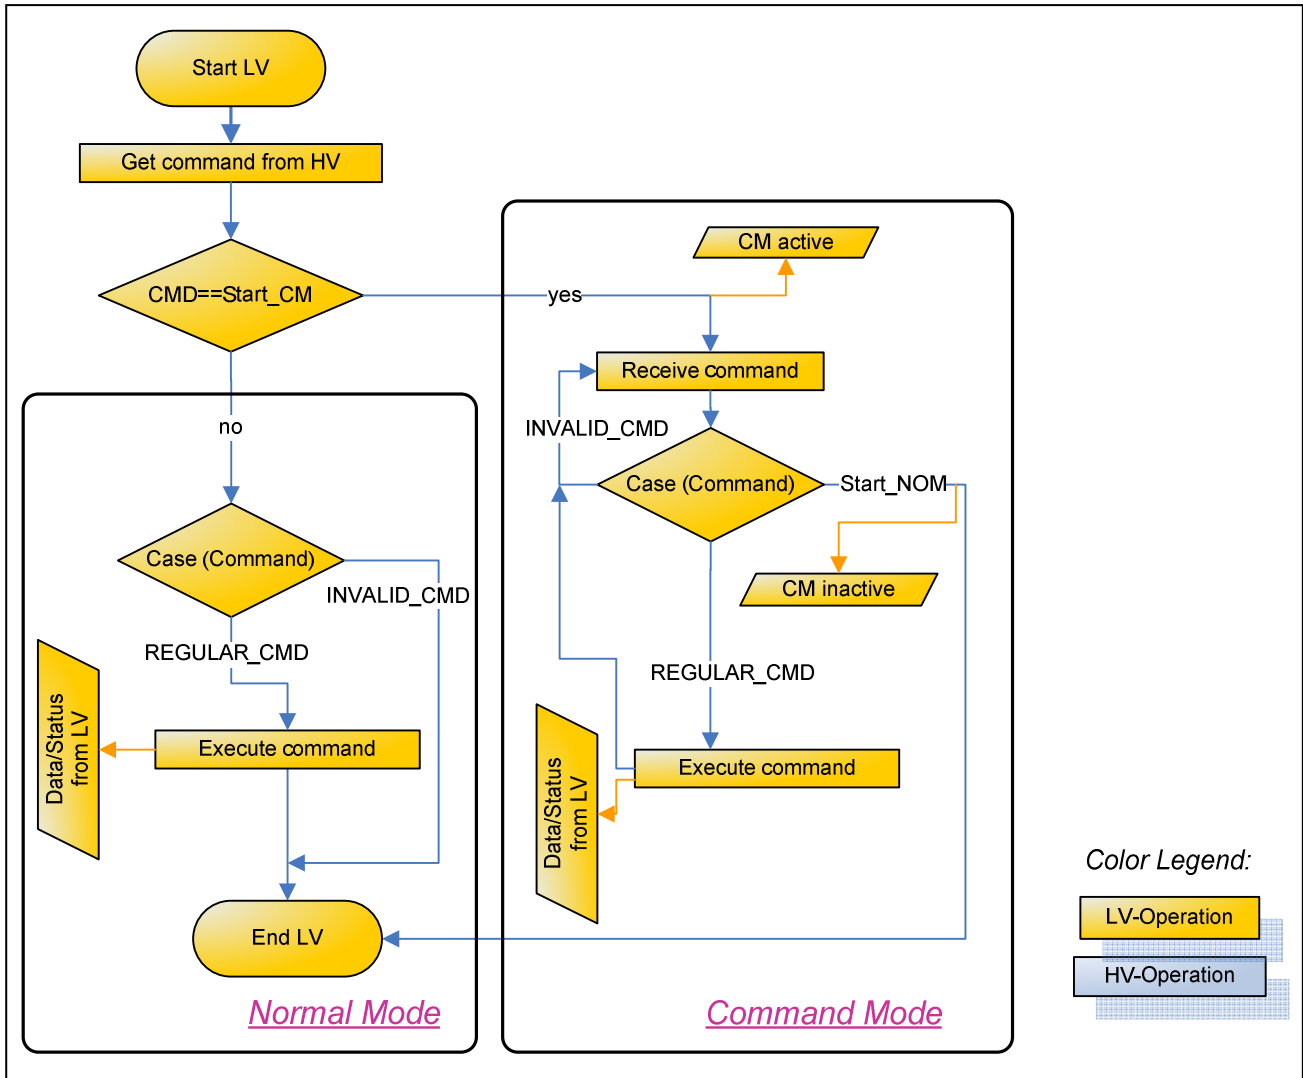 Start LV
Get command from HV
CMD==Start_CM
yes
no
Case (Command)
INVALID_CMD
REGULAR_CMD
Data/Status
from LV
Execute command
End LV
Normal Mode
CM active
Receive command
INVALID_CMD
Case (Command)
Start_NOM
CM inactive
REGULAR_CMD
Data/Status
from LV
Execute command
Command Mode
Color Legend:
LV-Operation
HV-Operation